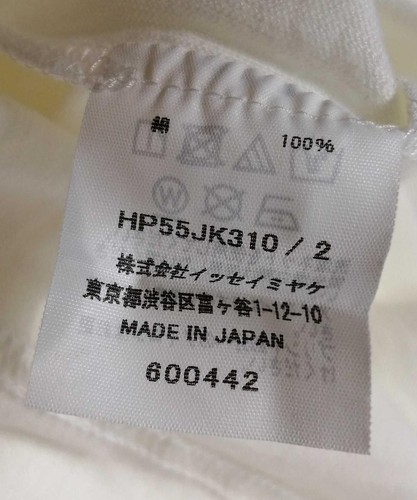 綿 100%
HP55JK310 / 2
株式会社イッセイミヤケ
東京都渋谷区富ヶ谷1-12-10
MADE IN JAPAN
600442